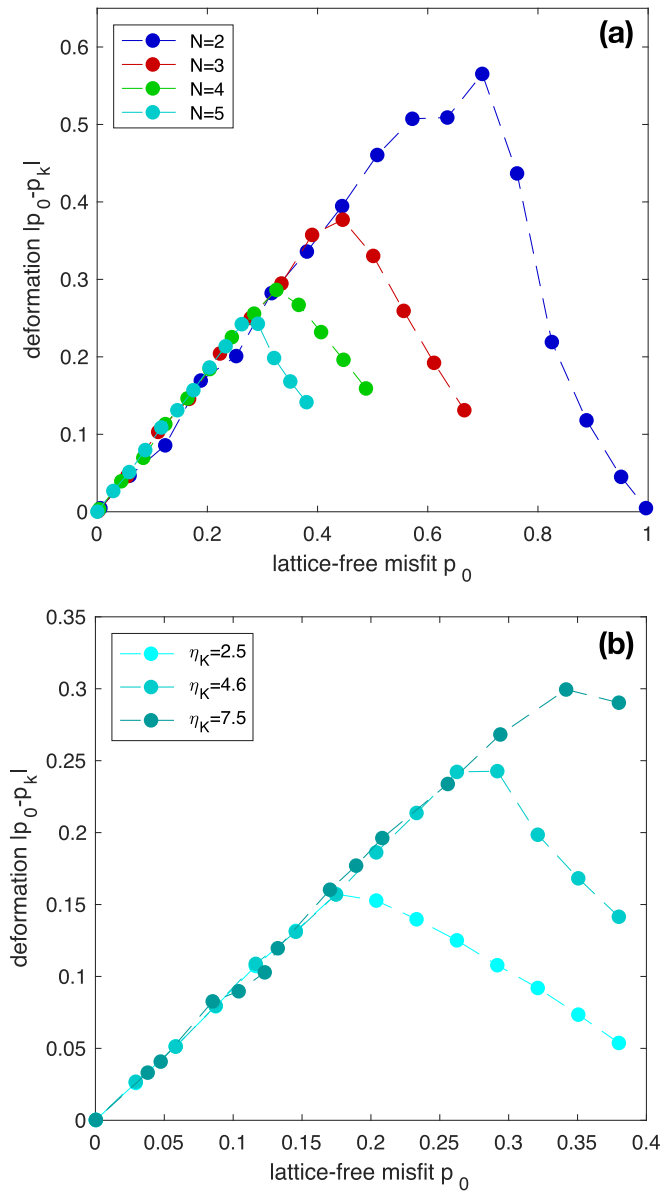 (a)
N=2
N=3
N=4
N=5
0.6
0.5
0.4
0.3
0.2
0.1
0
0 0.2 0.4 0.6 0.8 1
deformation |p0-pk|
lattice-free misfit p0
(b)
ηK=2.5
ηK=4.6
ηK=7.5
0.35
0.3
0.25
0.2
0.15
0.1
0.05
0
0 0.05 0.1 0.15 0.2 0.25 0.3 0.35 0.4
deformation |p0-pk|
lattice-free misfit p0